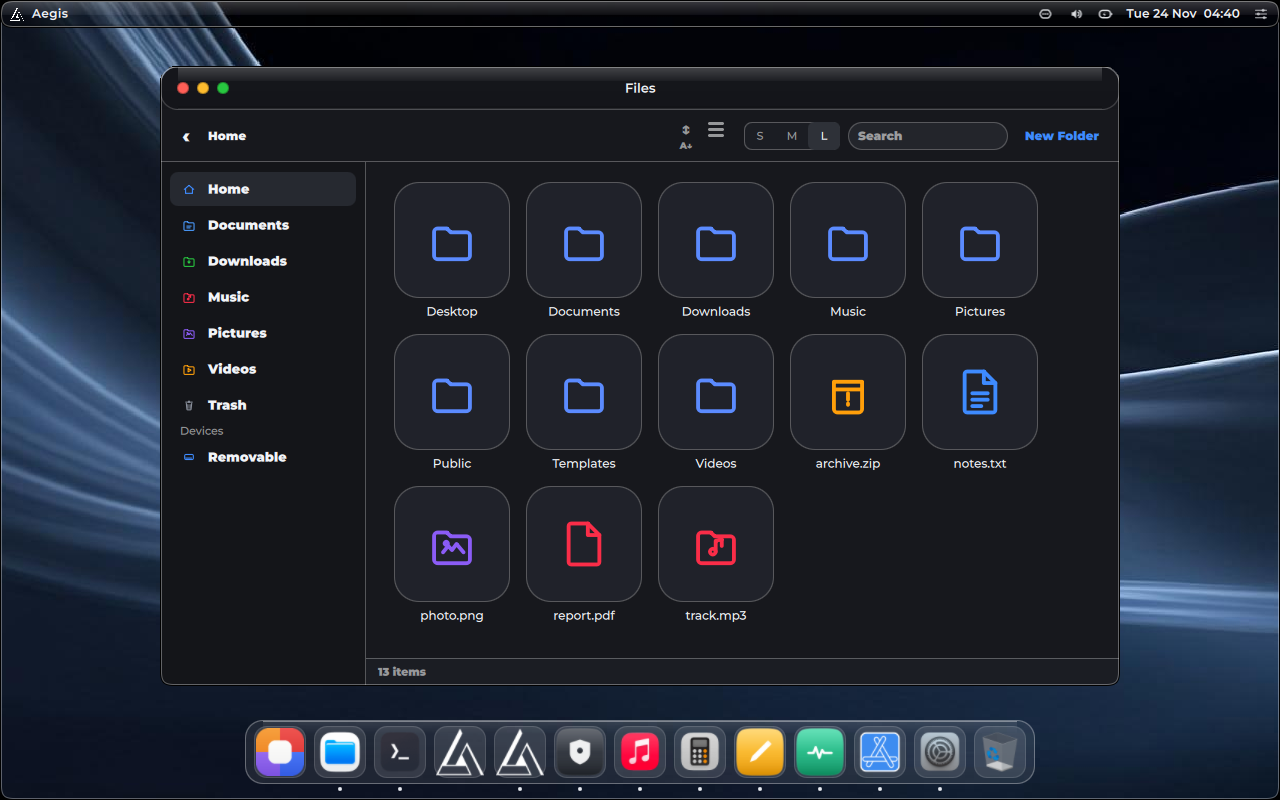 Aegis
Tue 24 Nov 04:40
Files
Home
A+
S M L
Search
New Folder
Home
Documents
Downloads
Music
Pictures
Videos
Trash
Devices
Removable
Desktop Documents Downloads Music Pictures
Public Templates Videos archive.zip notes.txt
photo.png report.pdf track.mp3
13 items